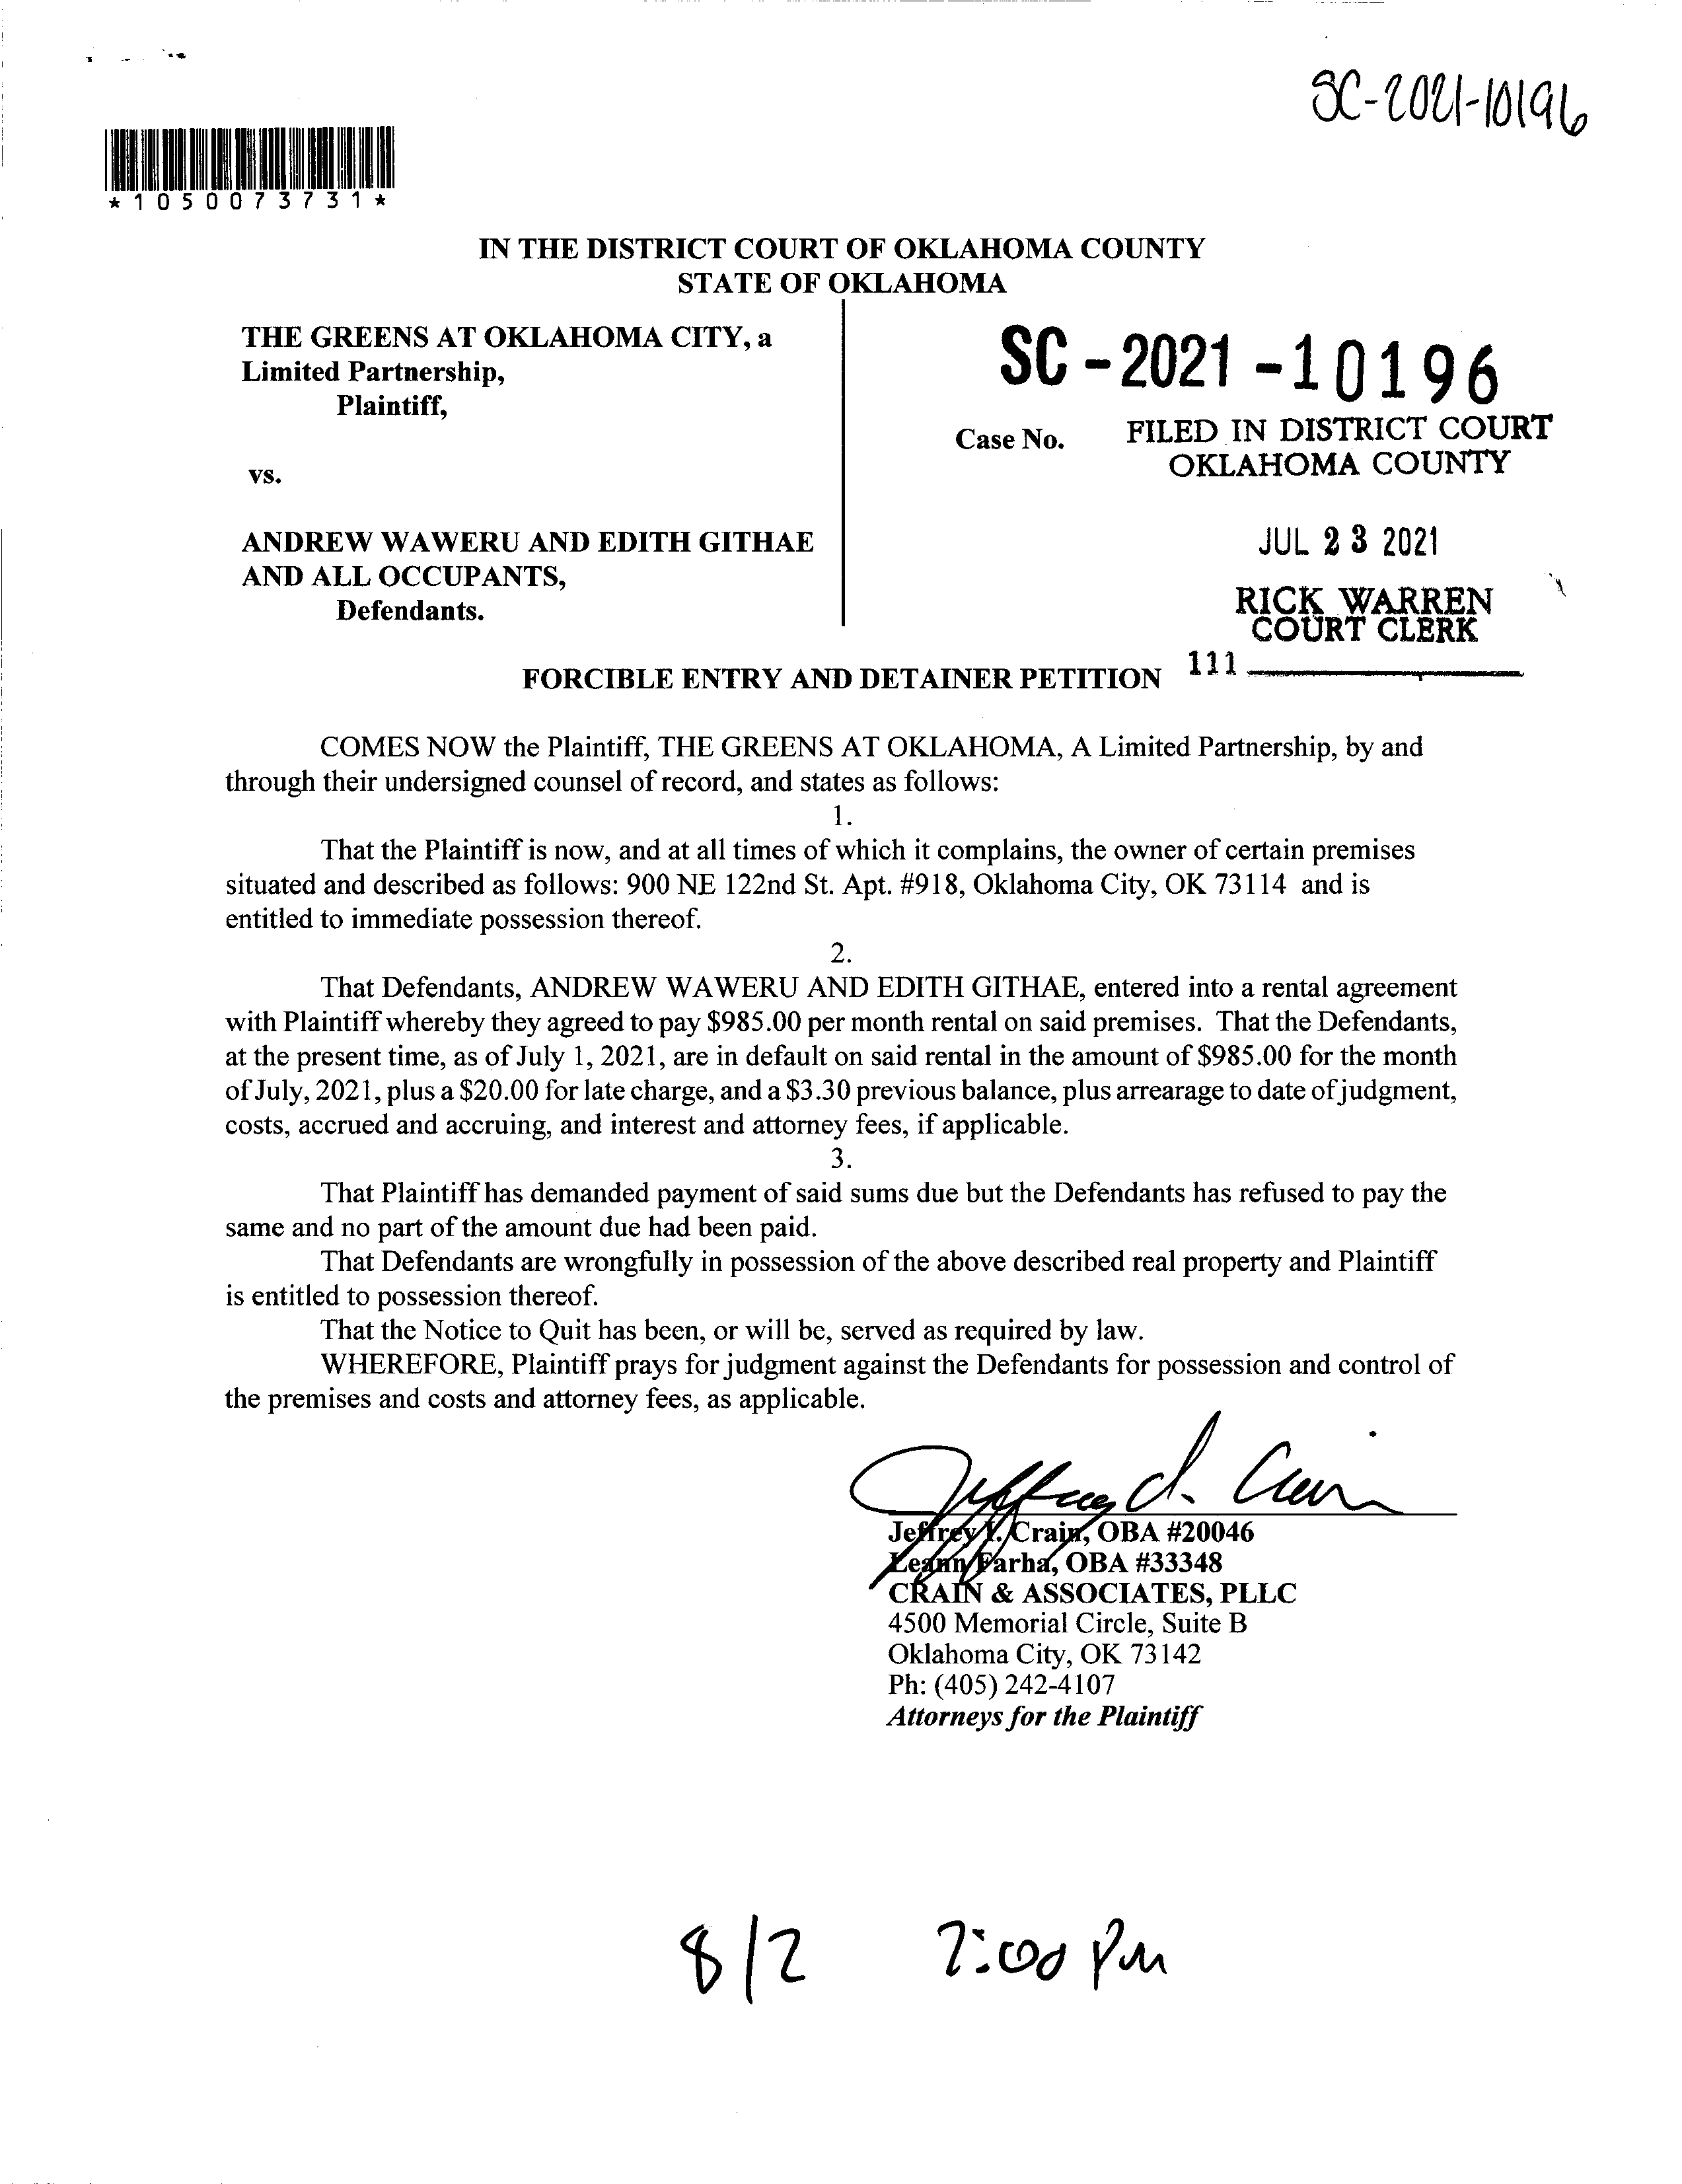 SC-2021-10196
*1050073731*
IN THE DISTRICT COURT OF OKLAHOMA COUNTY
STATE OF OKLAHOMA
THE GREENS AT OKLAHOMA CITY, a
Limited Partnership,
Plaintiff,
vs.
ANDREW WAWERU AND EDITH GITHAE
AND ALL OCCUPANTS,
Defendants.
SC-2021-10196
Case No.
FILED IN DISTRICT COURT
OKLAHOMA COUNTY
JUL 23 2021
RICK WARREN
COURT CLERK
111
FORCIBLE ENTRY AND DETAINER PETITION
COMES NOW the Plaintiff, THE GREENS AT OKLAHOMA, A Limited Partnership, by and
through their undersigned counsel of record, and states as follows:
1.
That the Plaintiff is now, and at all times of which it complains, the owner of certain premises
situated and described as follows: 900 NE 122nd St. Apt. #918, Oklahoma City, OK 73114 and is
entitled to immediate possession thereof.
2.
That Defendants, ANDREW WAWERU AND EDITH GITHAE, entered into a rental agreement
with Plaintiff whereby they agreed to pay $985.00 per month rental on said premises. That the Defendants,
at the present time, as of July 1, 2021, are in default on said rental in the amount of $985.00 for the month
of July, 2021, plus a $20.00 for late charge, and a $3.30 previous balance, plus arrearage to date of judgment,
costs, accrued and accruing, and interest and attorney fees, if applicable.
3.
That Plaintiff has demanded payment of said sums due but the Defendants has refused to pay the
same and no part of the amount due had been paid.
That Defendants are wrongfully in possession of the above described real property and Plaintiff
is entitled to possession thereof.
That the Notice to Quit has been, or will be, served as required by law.
WHEREFORE, Plaintiff prays for judgment against the Defendants for possession and control of
the premises and costs and attorney fees, as applicable.
Jeffrey I. Crain, OBA #20046
Leann Farha, OBA #33348
CRAIN & ASSOCIATES, PLLC
4500 Memorial Circle, Suite B
Oklahoma City, OK 73142
Ph: (405) 242-4107
Attorneys for the Plaintiff
8/2 2:00 PM